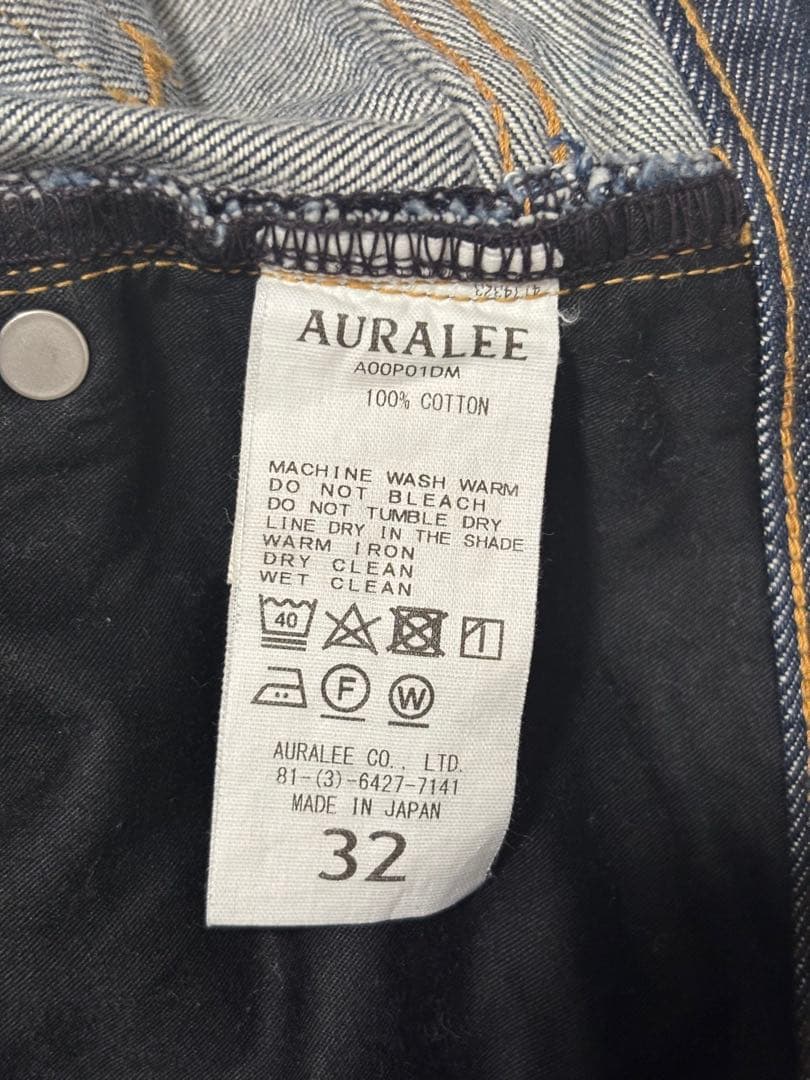 AURALEE
A00P01DM
100% COTTON
MACHINE WASH WARM
DO NOT BLEACH
DO NOT TUMBLE DRY
LINE DRY IN THE SHADE
WARM IRON
DRY CLEAN
WET CLEAN
40
F W
AURALEE CO., LTD.
81-(3)-6427-7141
MADE IN JAPAN
32